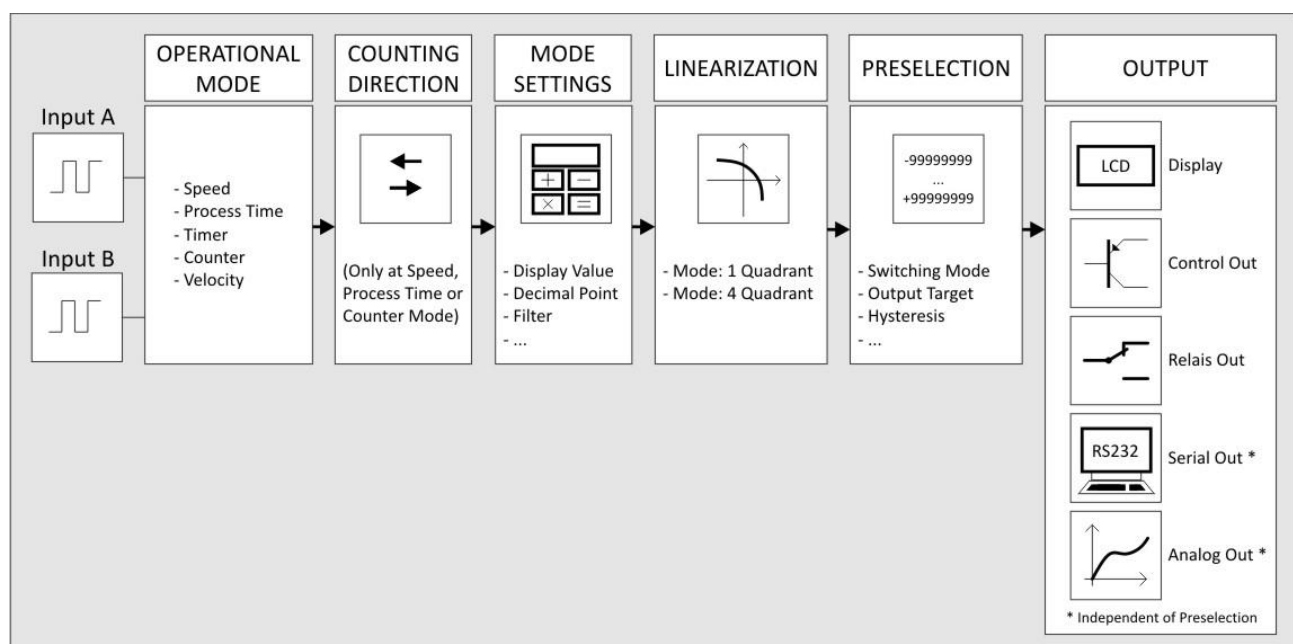 Input A
Input B
OPERATIONAL
MODE
- Speed
- Process Time
- Timer
- Counter
- Velocity
COUNTING
DIRECTION
(Only at Speed,
Process Time or
Counter Mode)
MODE
SETTINGS
+ −
× =
- Display Value
- Decimal Point
- Filter
- ...
LINEARIZATION
- Mode: 1 Quadrant
- Mode: 4 Quadrant
PRESELECTION
-99999999
...
+99999999
- Switching Mode
- Output Target
- Hysteresis
- ...
OUTPUT
LCD
Display
Control Out
Relais Out
RS232
Serial Out *
Analog Out *
* Independent of Preselection